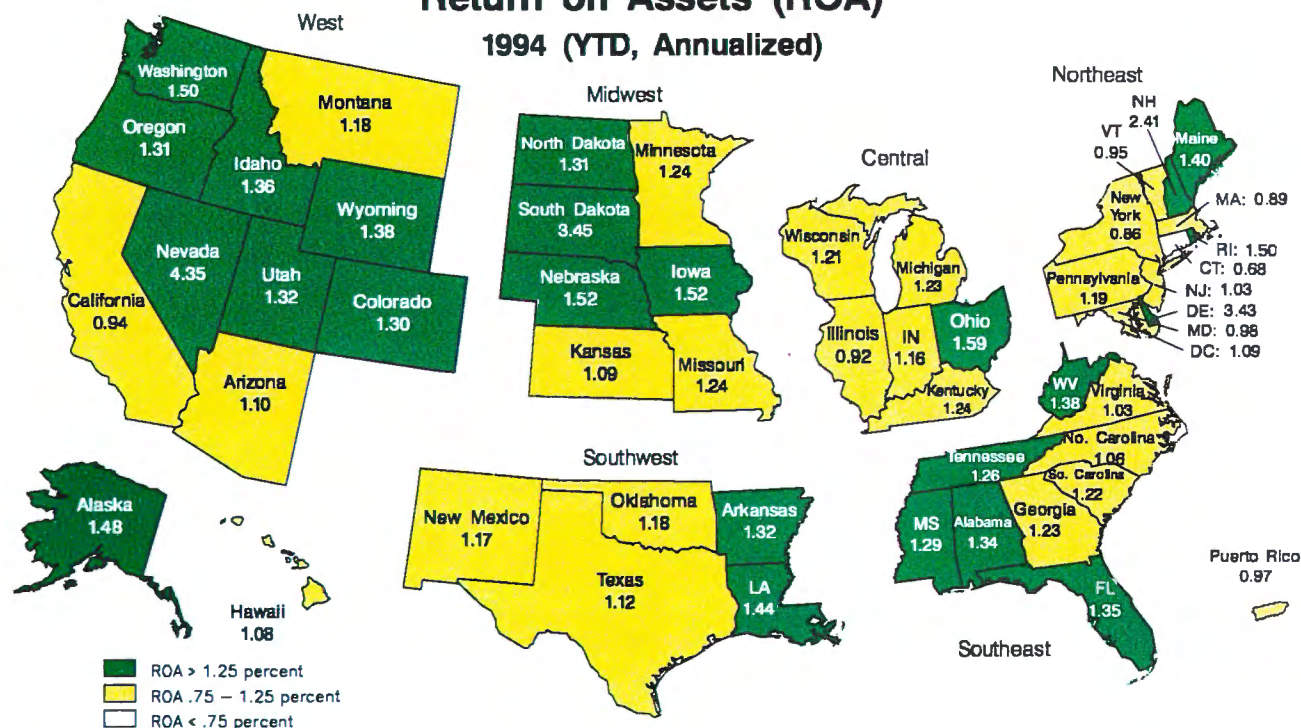 Return on Assets (ROA)
1994 (YTD, Annualized)
West
Washington
1.50
Oregon
1.31
Idaho
1.36
Montana
1.18
Wyoming
1.38
Nevada
4.35
Utah
1.32
Colorado
1.30
California
0.94
Arizona
1.10
Alaska
1.48
Hawaii
1.08
Midwest
North Dakota
1.31
Minnesota
1.24
South Dakota
3.45
Nebraska
1.52
Iowa
1.52
Kansas
1.09
Missouri
1.24
Central
Wisconsin
1.21
Michigan
1.23
Illinois
0.92
IN
1.16
Ohio
1.59
Kentucky
1.24
Northeast
NH
2.41
VT
0.95
Maine
1.40
New
York
0.86
MA: 0.89
RI: 1.50
CT: 0.68
Pennsylvania
1.19
NJ: 1.03
DE: 3.43
MD: 0.98
DC: 1.09
Southwest
New Mexico
1.17
Oklahoma
1.18
Arkansas
1.32
Texas
1.12
LA
1.44
WV
1.38
Virginia
1.03
No. Carolina
1.06
Tennessee
1.26
So. Carolina
1.22
MS
1.29
Alabama
1.34
Georgia
1.23
FL
1.35
Southeast
Puerto Rico
0.97
ROA > 1.25 percent
ROA .75 – 1.25 percent
ROA < .75 percent